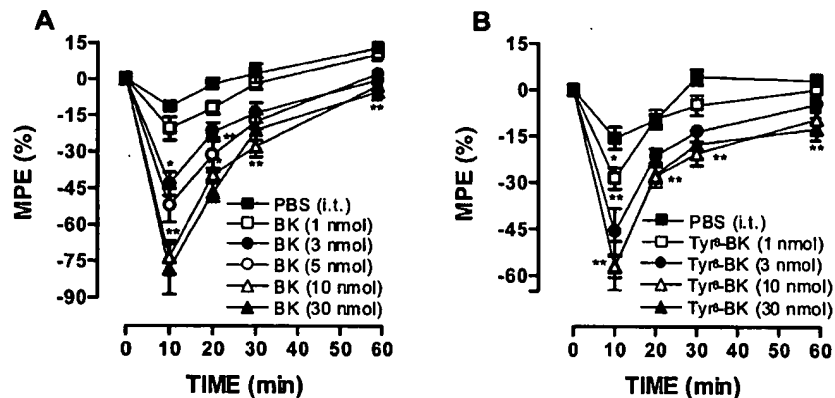 A
MPE (%)
15
0
-15
-30
-45
-60
-75
-90
*
**
**
*
**
**
PBS (i.t.)
BK (1 nmol)
BK (3 nmol)
BK (5 nmol)
BK (10 nmol)
BK (30 nmol)
0 10 20 30 40 50 60
TIME (min)
B
MPE (%)
15
0
-15
-30
-45
-60
*
**
**
**
**
**
PBS (i.t.)
Tyr⁸-BK (1 nmol)
Tyr⁸-BK (3 nmol)
Tyr⁸-BK (10 nmol)
Tyr⁸-BK (30 nmol)
0 10 20 30 40 50 60
TIME (min)